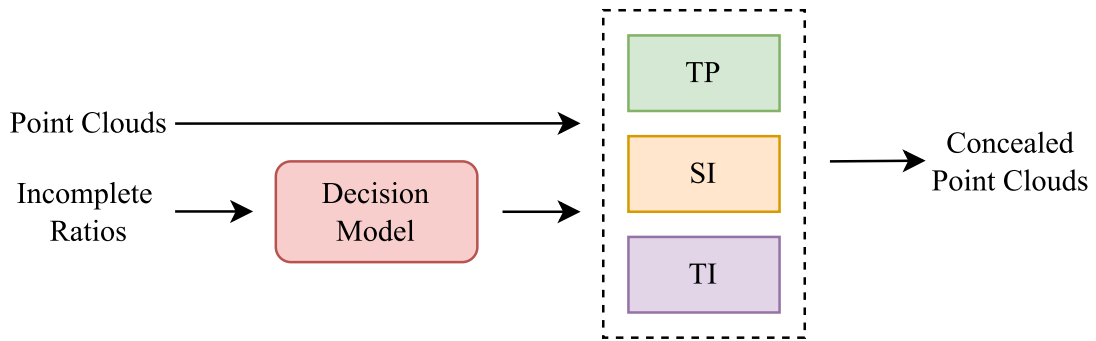 Point Clouds
Incomplete
Ratios
Decision
Model
TP
SI
TI
Concealed
Point Clouds